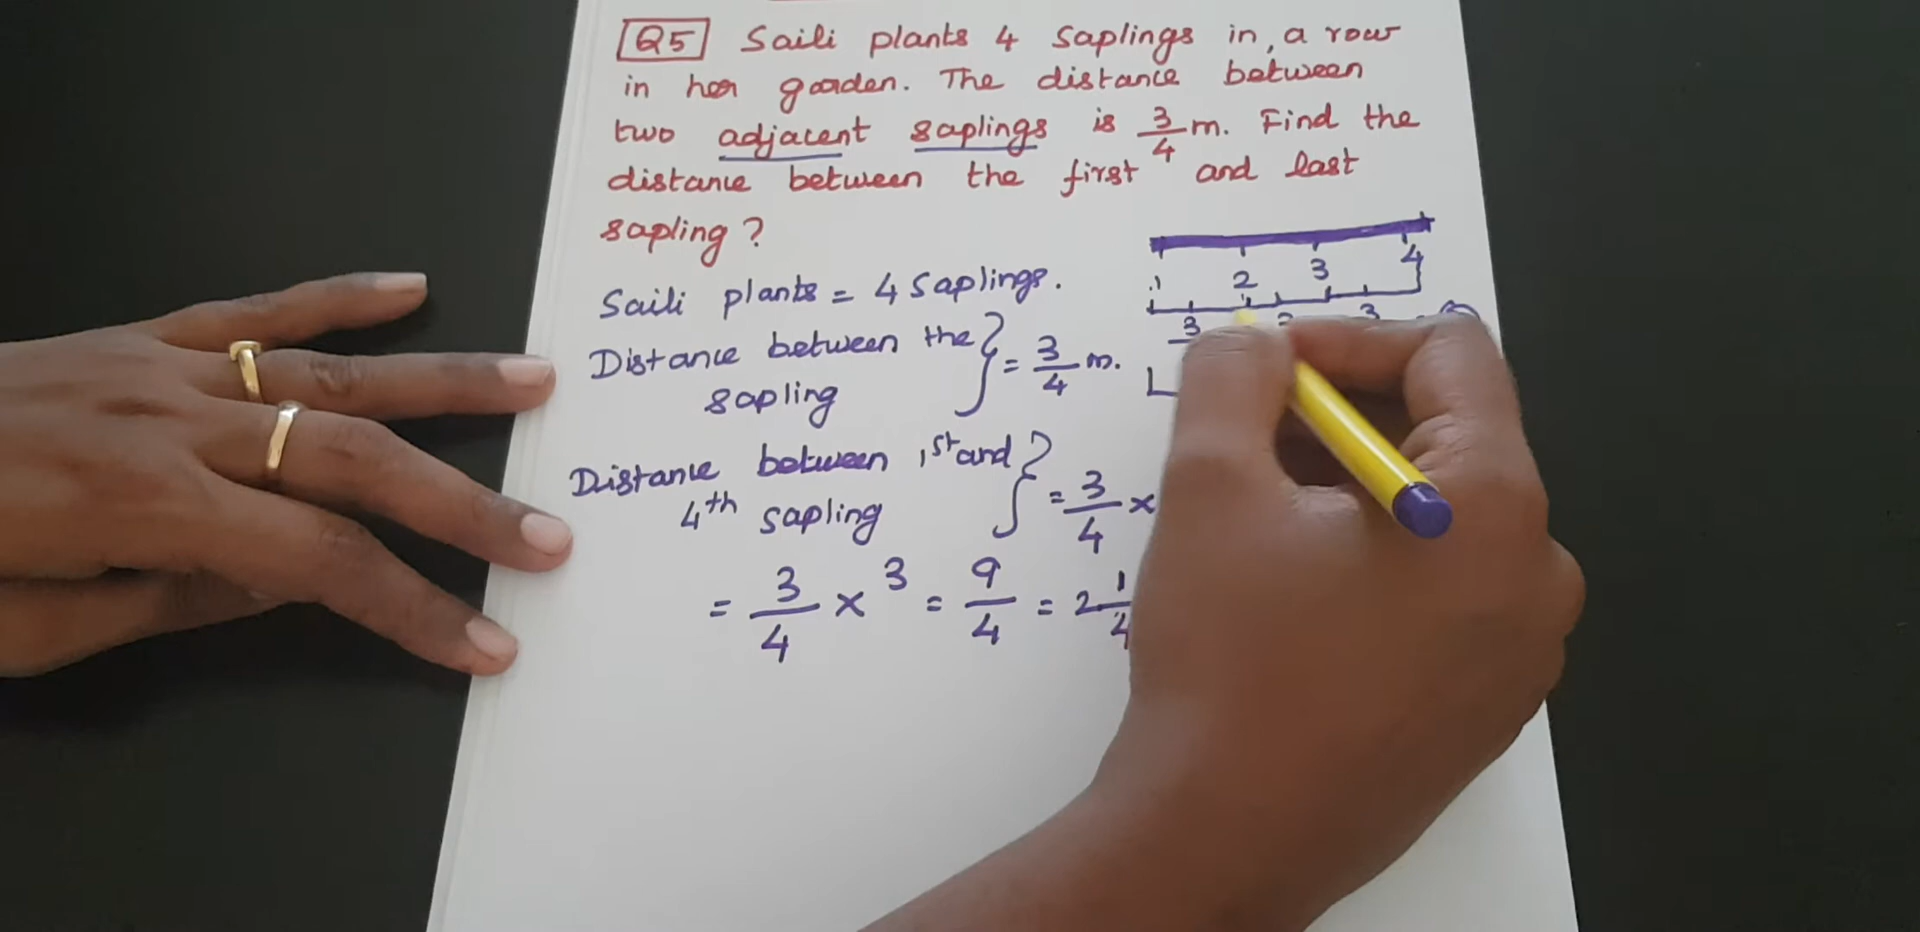 Q5 Saili plants 4 saplings in a row
in her garden. The distance between
two adjacent saplings is 3/4 m. Find the
distance between the first and last
sapling?
1 2 3 4
Saili plants = 4 saplings.
3 3
Distance between the
sapling } = 3/4 m.
Distance between 1st and
4th sapling } = 3/4 ×
= 3/4 × 3 = 9/4 = 2 1/4